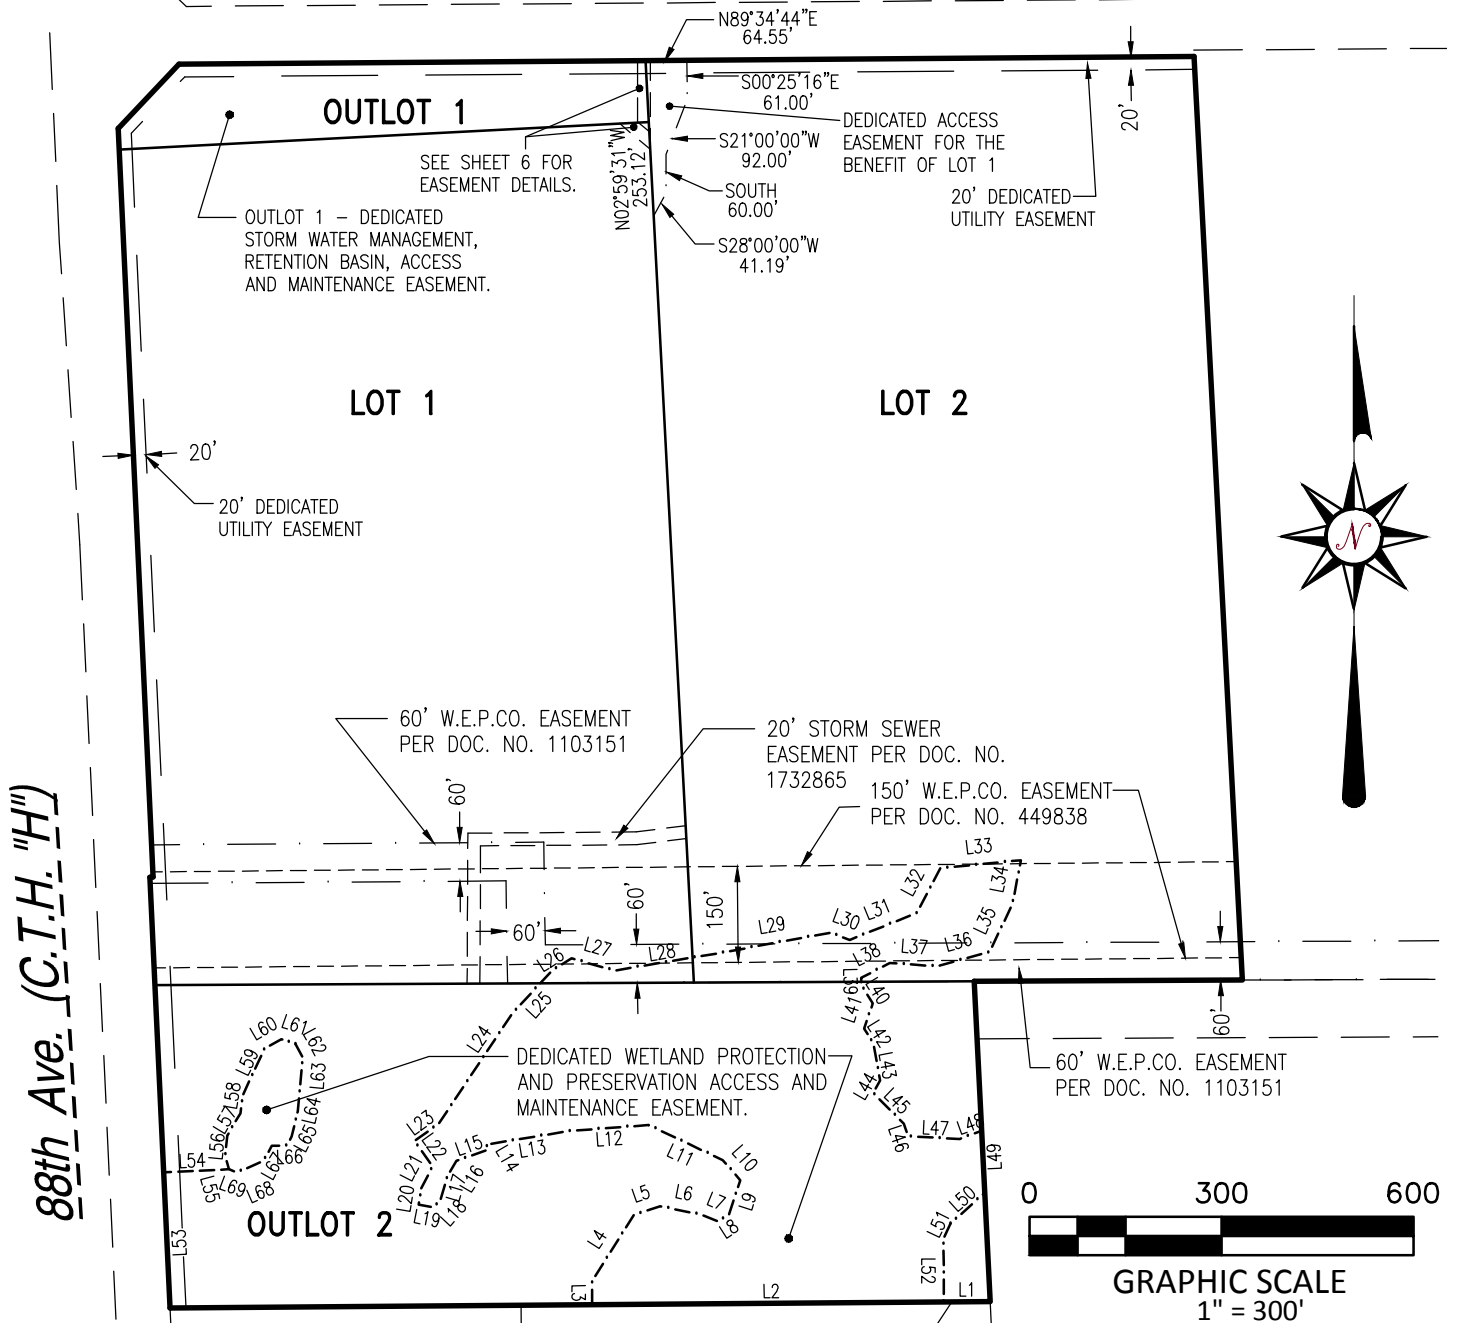 N89°34'44"E
64.55'
OUTLOT 1
S00°25'16"E
61.00'
20'
DEDICATED ACCESS
EASEMENT FOR THE
BENEFIT OF LOT 1
S21°00'00"W
92.00'
SEE SHEET 6 FOR
EASEMENT DETAILS.
N02°59'31"W
253.12'
SOUTH
60.00'
20' DEDICATED
UTILITY EASEMENT
OUTLOT 1 – DEDICATED
STORM WATER MANAGEMENT,
RETENTION BASIN, ACCESS
AND MAINTENANCE EASEMENT.
S28°00'00"W
41.19'
LOT 1
LOT 2
20'
20' DEDICATED
UTILITY EASEMENT
N
60' W.E.P.CO. EASEMENT
PER DOC. NO. 1103151
20' STORM SEWER
EASEMENT PER DOC. NO.
1732865
150' W.E.P.CO. EASEMENT
PER DOC. NO. 449838
88th Ave. (C.T.H. "H")
60'
60'
60'
150'
60'
L33
L34
L32
L31
L30
L29
L35
L36
L37
L38
L28
L27
L26
L25
L24
L39
L40
L41
L42
L43
L44
L45
L46
L47
L48
L49
L50
L51
L52
L1
60' W.E.P.CO. EASEMENT
PER DOC. NO. 1103151
DEDICATED WETLAND PROTECTION
AND PRESERVATION ACCESS AND
MAINTENANCE EASEMENT.
L60
L61
L62
L59
L63
L58
L64
L57
L65
L56
L66
L67
L54
L55
L69
L68
L53
L23
L22
L21
L20
L19
L18
L17
L16
L15
L14
L13
L12
L11
L10
L9
L8
L7
L6
L5
L4
L3
L2
OUTLOT 2
0 300 600
GRAPHIC SCALE
1" = 300'